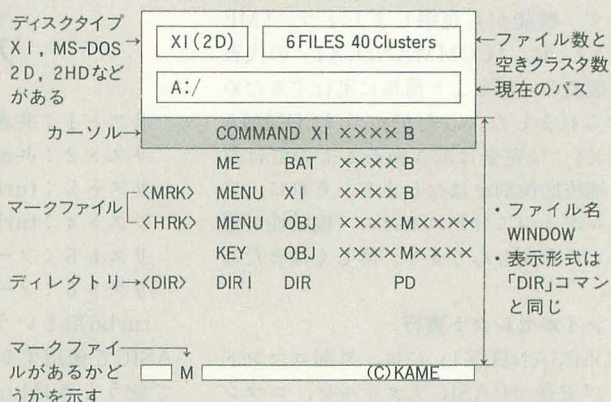 ディスクタイプ
X1, MS-DOS
2D, 2HDなど
がある
X1(2D)
6FILES 40Clusters
ファイル数と
空きクラスタ数
A:/
現在のパス
カーソル
COMMAND X1 ×××× B
ME BAT ×××× B
マークファイル
<MRK> MENU X1 ×××× B
<HRK> MENU OBJ ××××M××××
KEY OBJ ××××M××××
ディレクトリ
<DIR> DIR1 DIR PD
・ファイル名
WINDOW
・表示形式は
「DIR」コマン
と同じ
マークファイ
ルがあるかど
うかを示す
M
(C)KAME